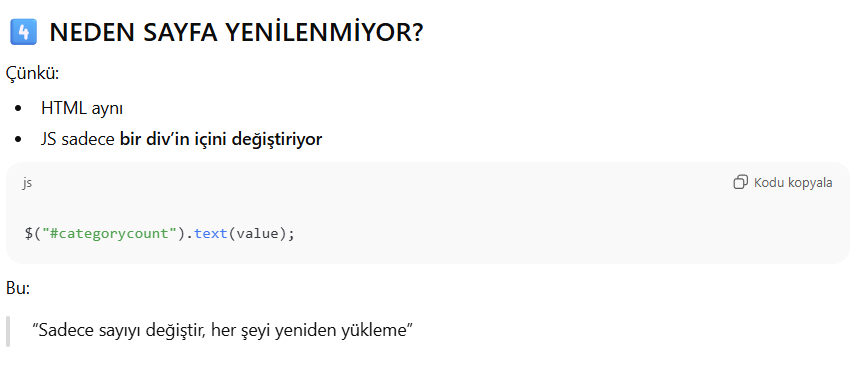 4 NEDEN SAYFA YENİLENMİYOR?
Çünkü:
• HTML aynı
• JS sadece bir div’in içini değiştiriyor
js Kodu kopyala
$("#categorycount").text(value);
Bu:
“Sadece sayıyı değiştir, her şeyi yeniden yükleme”